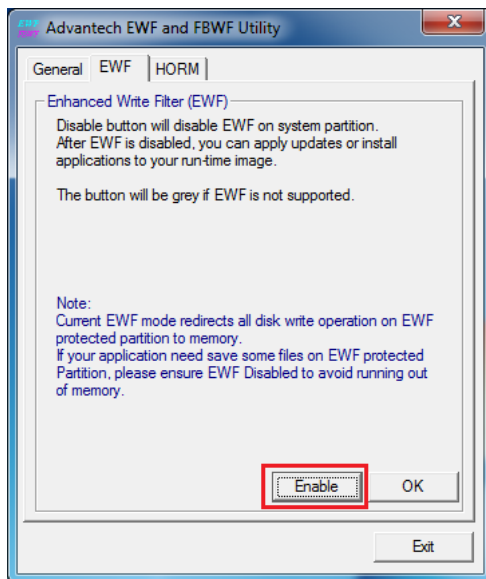 EWF
FBWF
Advantech EWF and FBWF Utility
General EWF HORM
Enhanced Write Filter (EWF)
Disable button will disable EWF on system partition.
After EWF is disabled, you can apply updates or install
applications to your run-time image.
The button will be grey if EWF is not supported.
Note:
Current EWF mode redirects all disk write operation on EWF
protected partition to memory.
If your application need save some files on EWF protected
Partition, please ensure EWF Disabled to avoid running out
of memory.
Enable OK
Exit